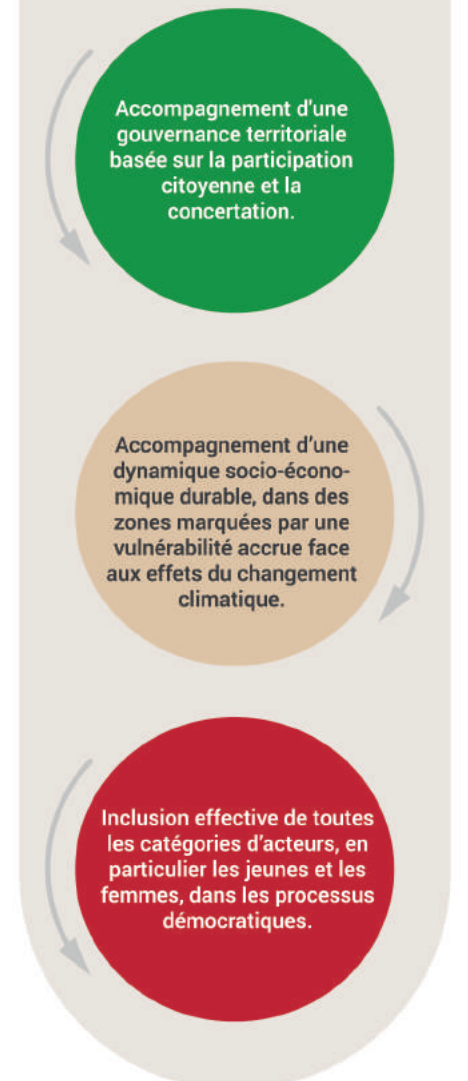 Accompagnement d'une
gouvernance territoriale
basée sur la participation
citoyenne et la
concertation.
Accompagnement d'une
dynamique socio-écono-
mique durable, dans des
zones marquées par une
vulnérabilité accrue face
aux effets du changement
climatique.
Inclusion effective de toutes
les catégories d'acteurs, en
particulier les jeunes et les
femmes, dans les processus
démocratiques.